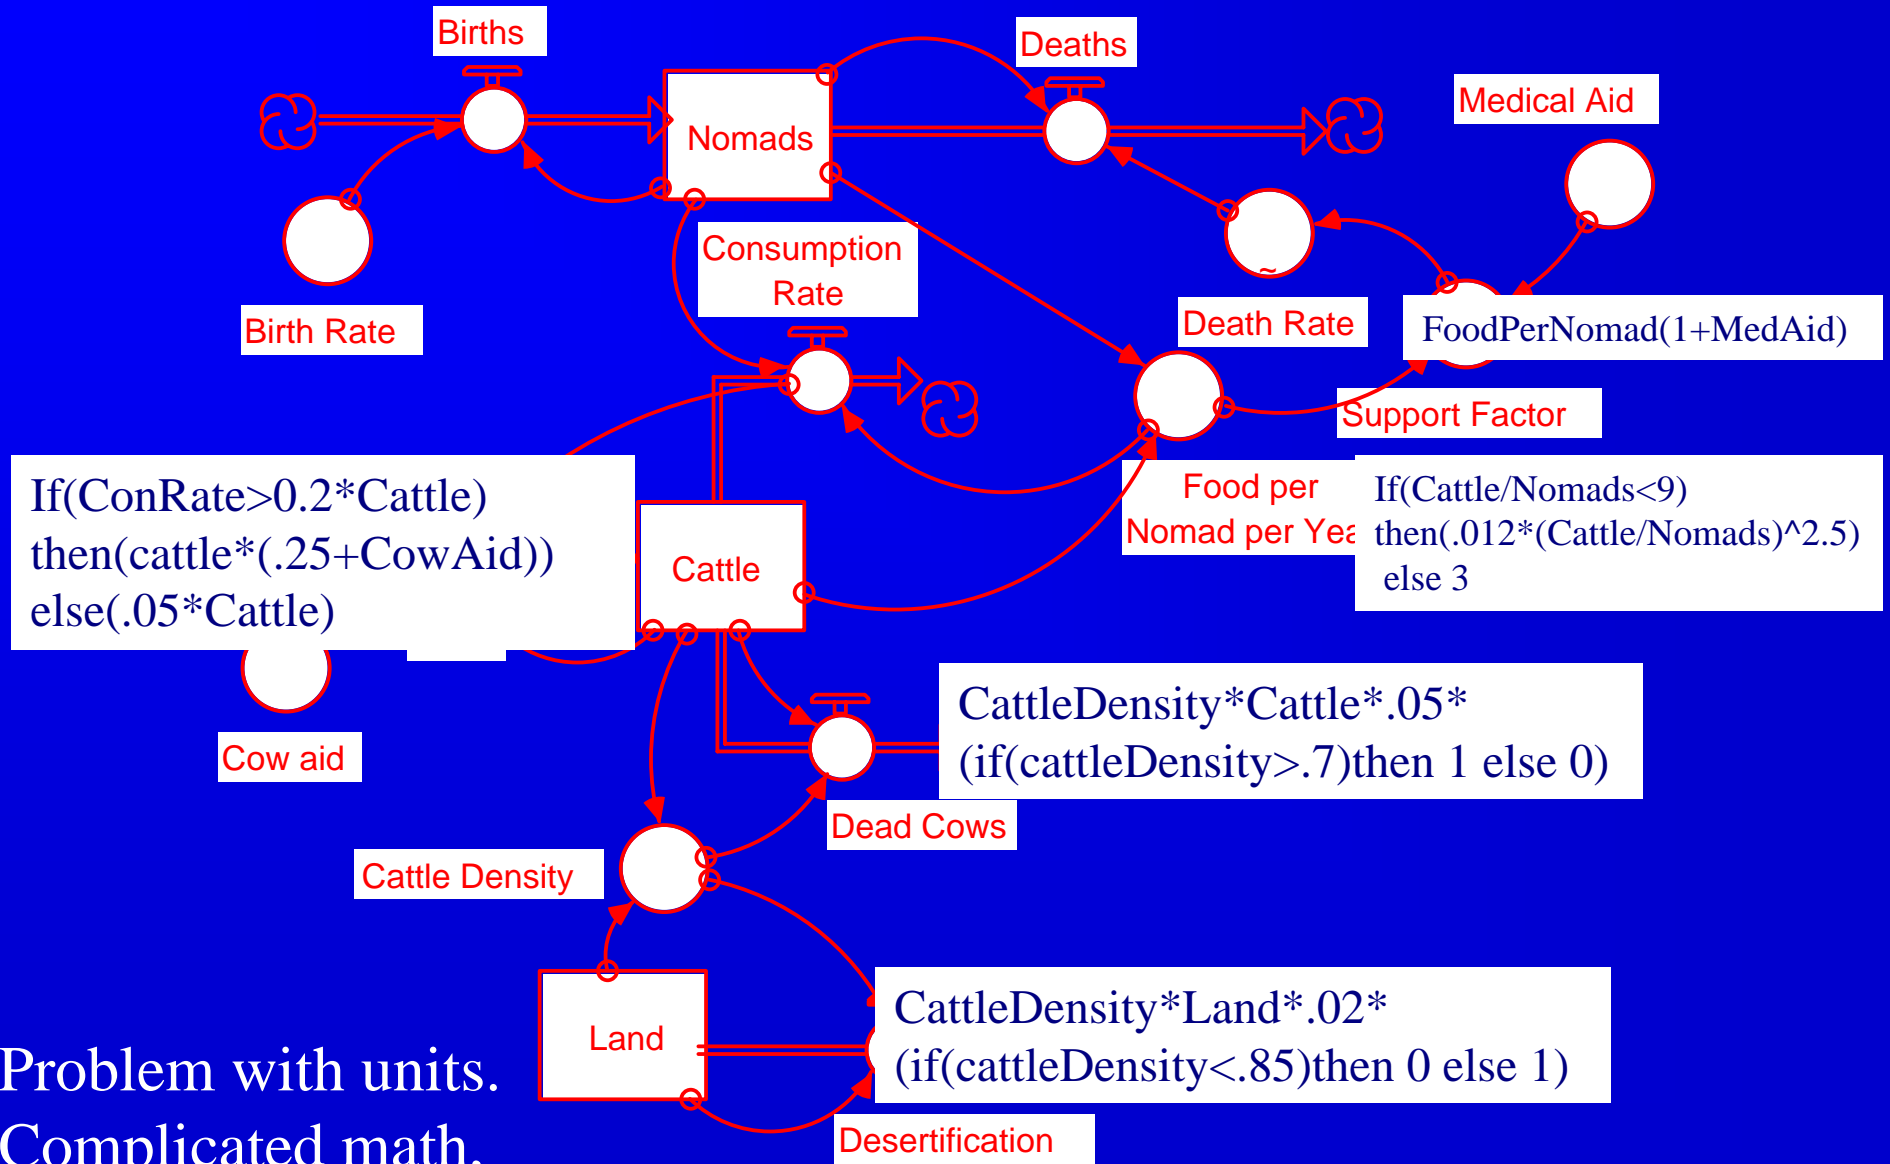 Births
Deaths
Medical Aid
Nomads
Consumption
Rate
Birth Rate
Death Rate
FoodPerNomad(1+MedAid)
Support Factor
If(ConRate>0.2*Cattle)
then(cattle*(.25+CowAid))
else(.05*Cattle)
Food per
Nomad per Yea
If(Cattle/Nomads<9)
then(.012*(Cattle/Nomads)^2.5)
else 3
Cattle
~
CattleDensity*Cattle*.05*
(if(cattleDensity>.7)then 1 else 0)
Cow aid
Dead Cows
Cattle Density
Land
CattleDensity*Land*.02*
(if(cattleDensity<.85)then 0 else 1)
Problem with units.
Complicated math.
Desertification